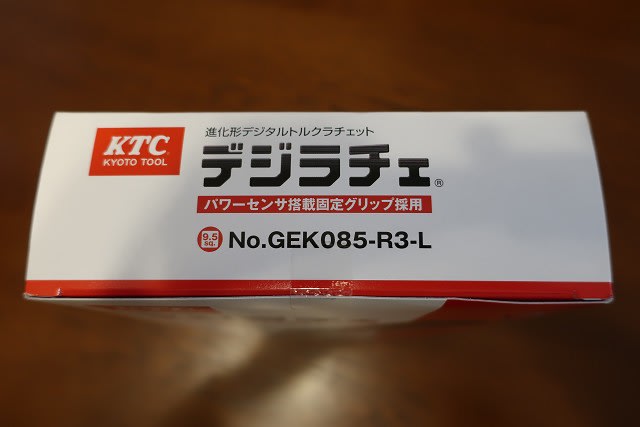 KTC
KYOTO TOOL
進化形デジタルトルクラチェット
デジラチェ®
パワーセンサ搭載固定グリップ採用
9.5
sq.
No.GEK085-R3-L